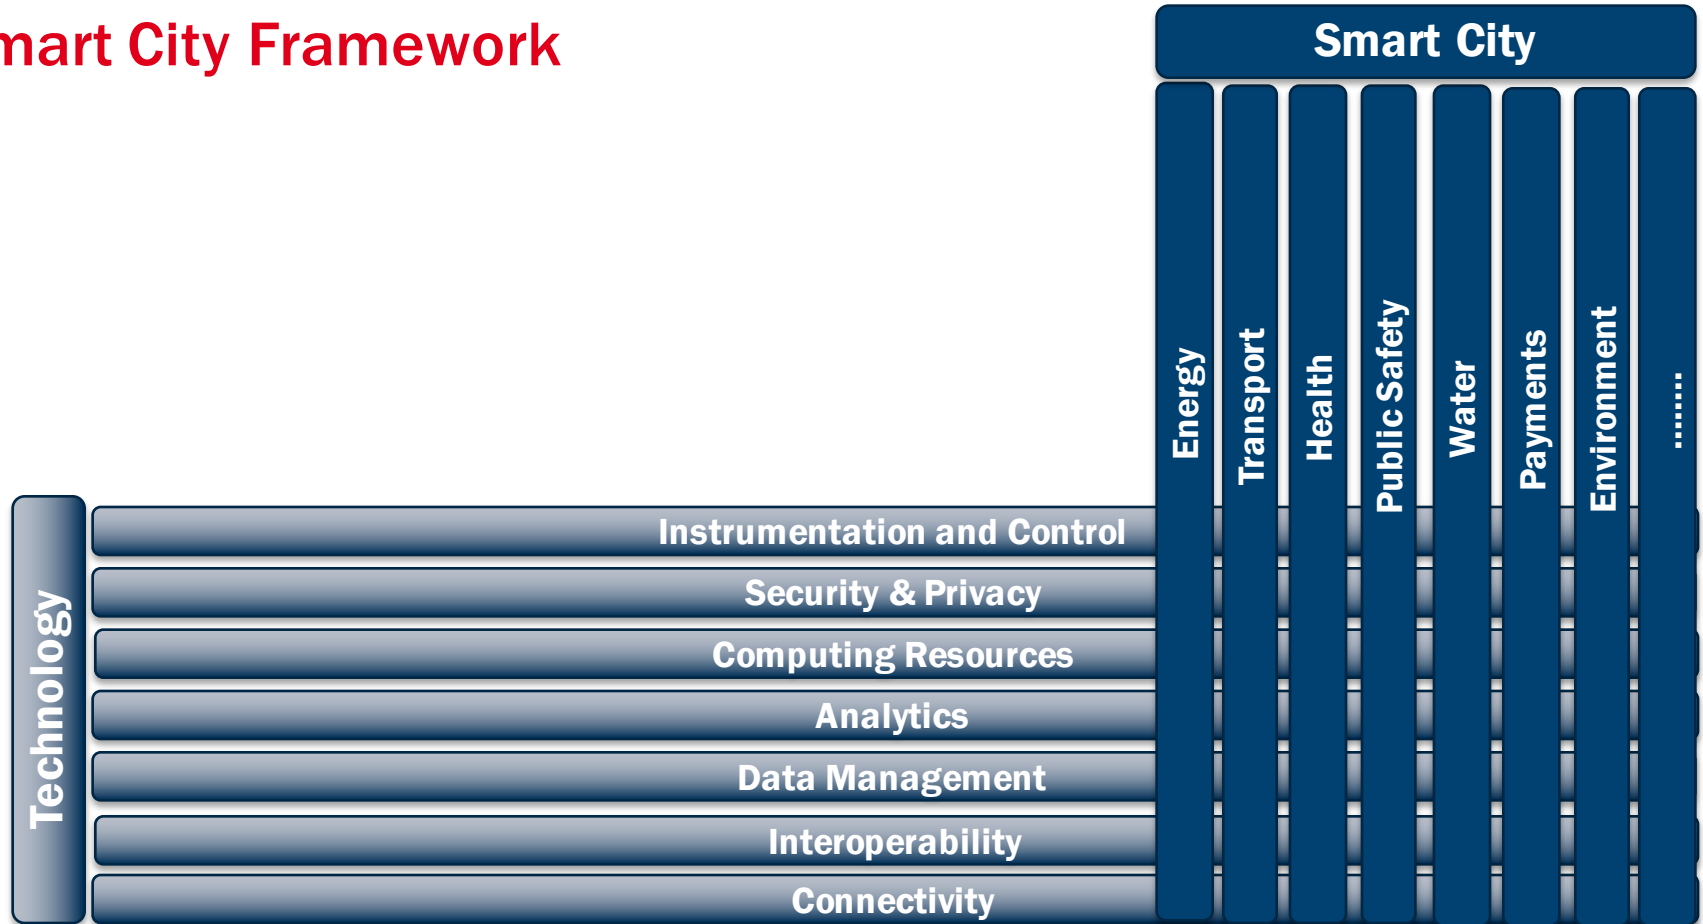 mart City Framework
Smart City
Energy
Transport
Health
Public Safety
Water
Payments
Environment
........
Technology
Instrumentation and Control
Security & Privacy
Computing Resources
Analytics
Data Management
Interoperability
Connectivity